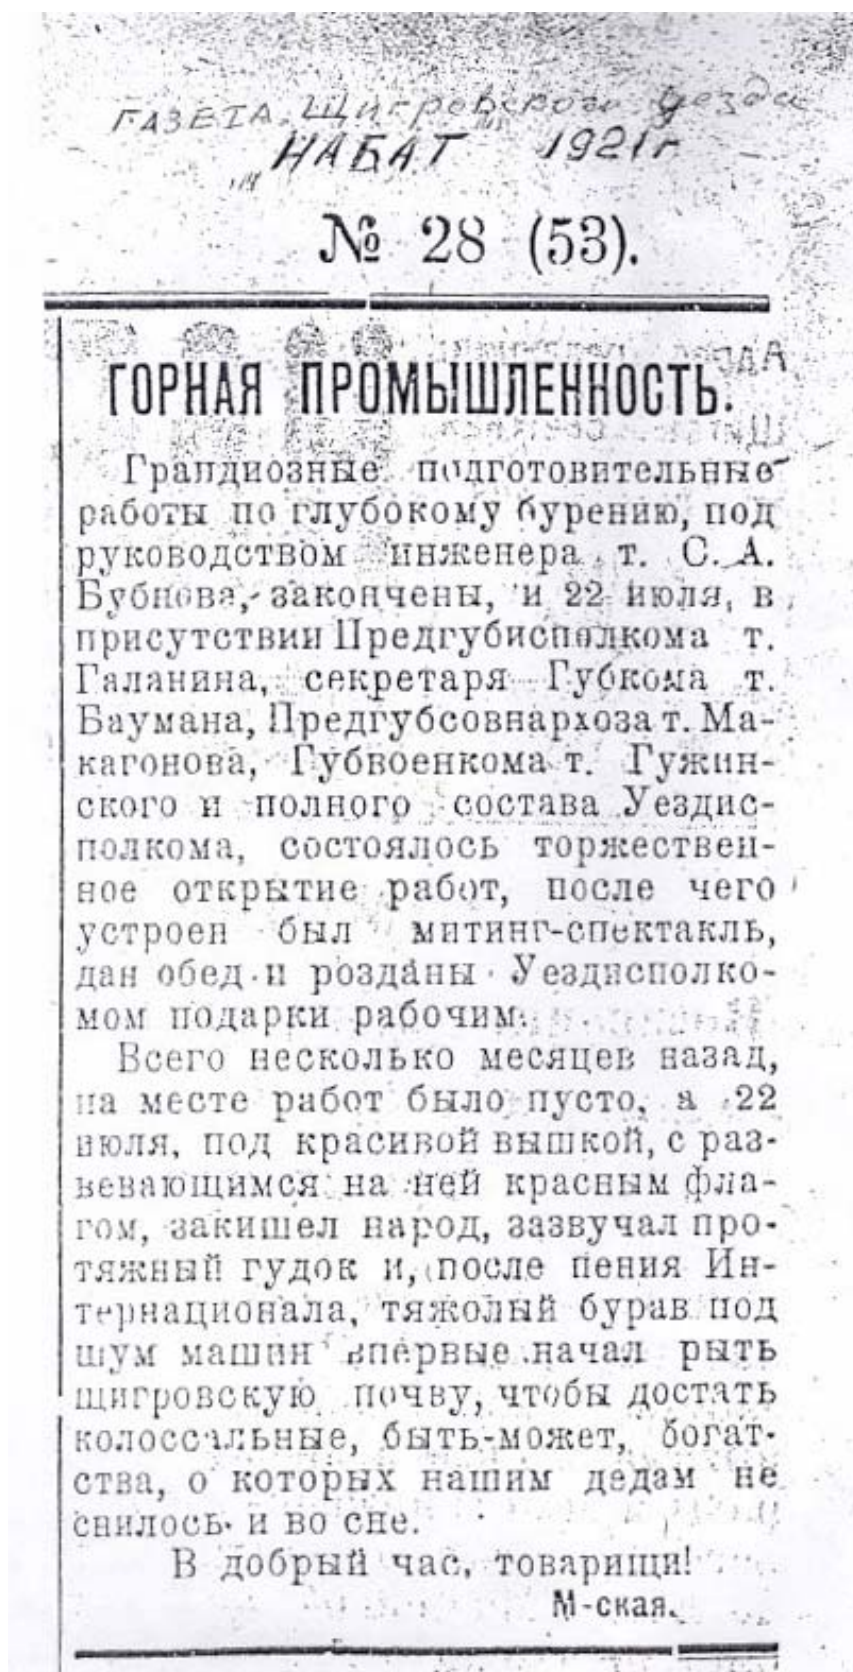 ГАЗЕТА Щигровского уезда
"НАБАТ" 1921 г
№ 28 (53).
ГОРНАЯ ПРОМЫШЛЕННОСТЬ.
Грандиозные подготовительные
работы по глубокому бурению, под
руководством инженера т. С. А.
Бубнова, закончены, и 22 июля, в
присутствии Предгубисполкома т.
Галанина, секретаря Губкома т.
Баумана, Предгубсовнархоза т. Ма-
кагонова, Губвоенкома т. Гужин-
ского и полного состава Уездис-
полкома, состоялось торжествен-
ное открытие работ, после чего
устроен был митинг-спектакль,
дан обед и розданы Уездисполко-
мом подарки рабочим.
Всего несколько месяцев назад,
на месте работ было пусто, а 22
июля, под красивой вышкой, с раз-
вевающимся на ней красным фла-
гом, закишел народ, зазвучал про-
тяжный гудок и, после пения Ин-
тернационала, тяжолый бурав под
шум машин впервые начал рыть
щигровскую почву, чтобы достать
колоссальные, быть-может, богат-
ства, о которых нашим дедам не
снилось и во сне.
В добрый час, товарищи!
М-ская.